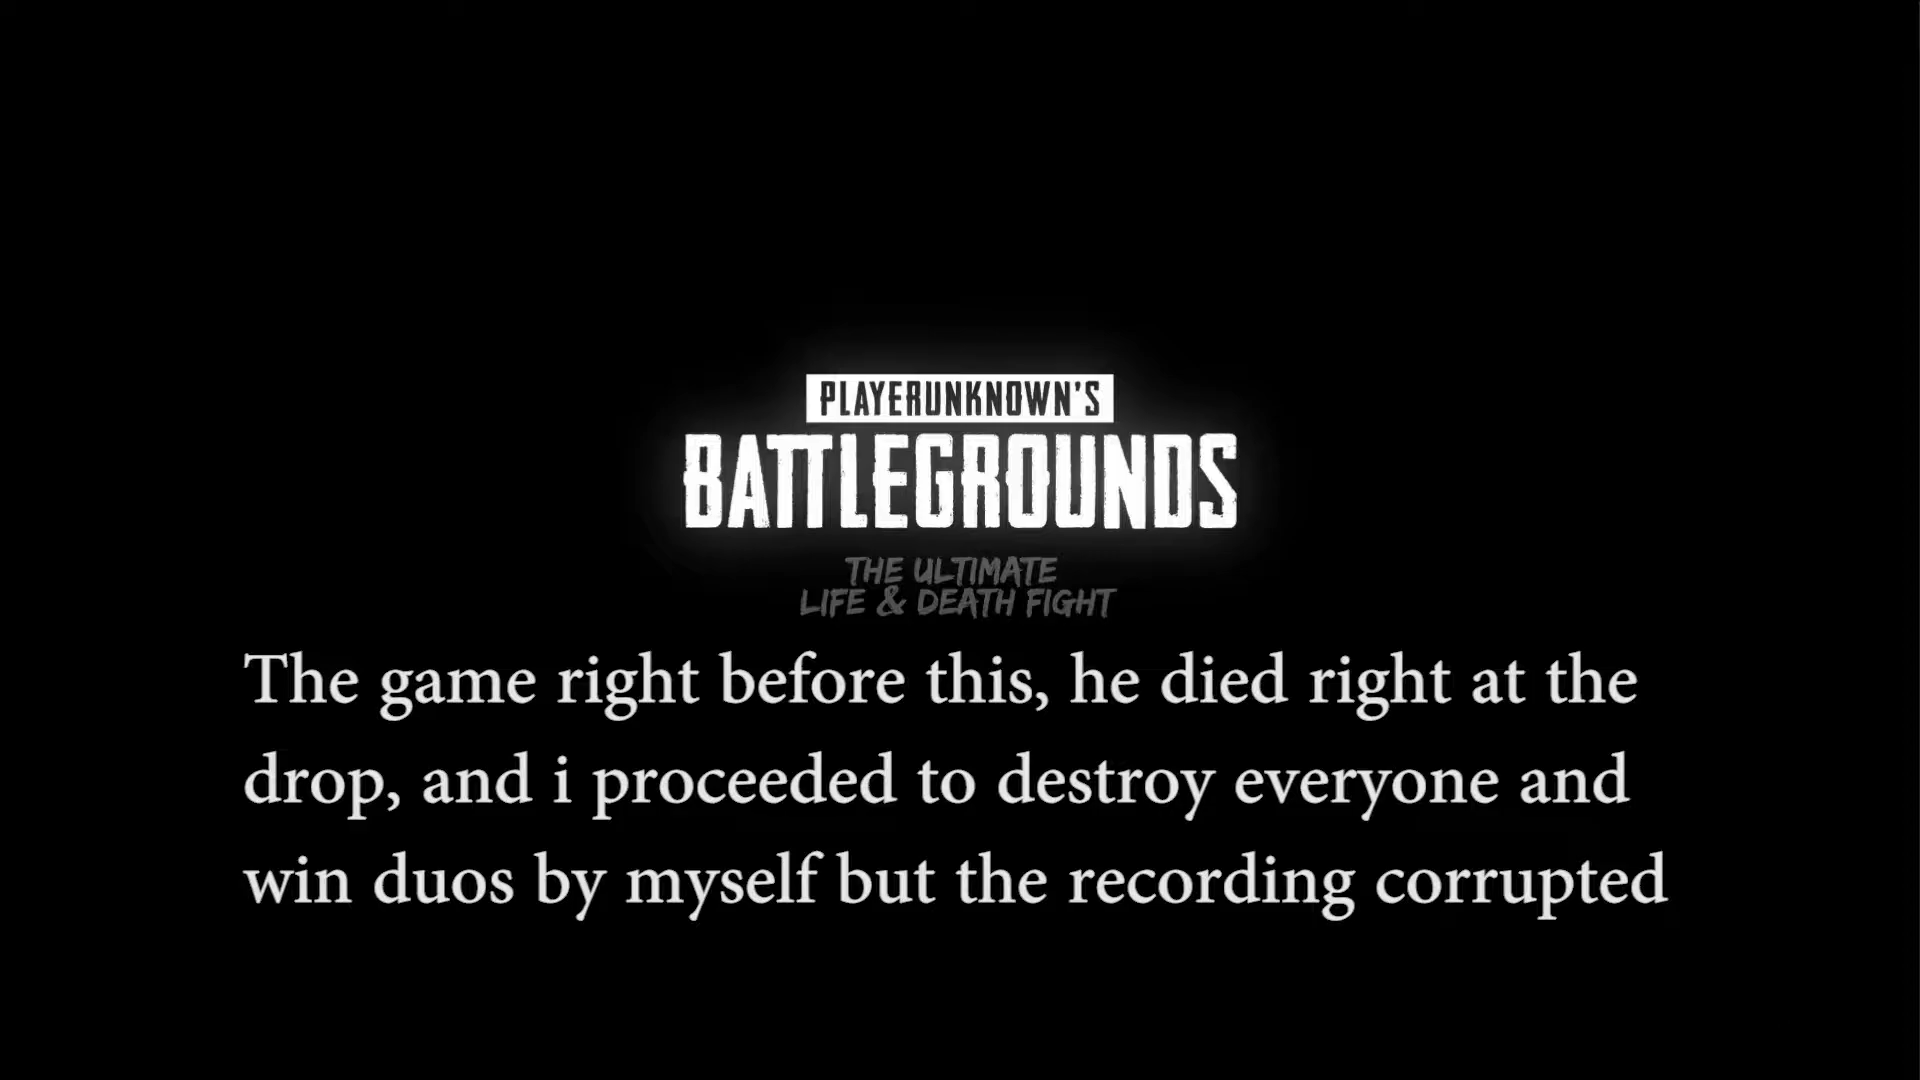 PLAYERUNKNOWN'S
BATTLEGROUNDS
THE ULTIMATE
LIFE & DEATH FIGHT
The game right before this, he died right at the
drop, and i proceeded to destroy everyone and
win duos by myself but the recording corrupted